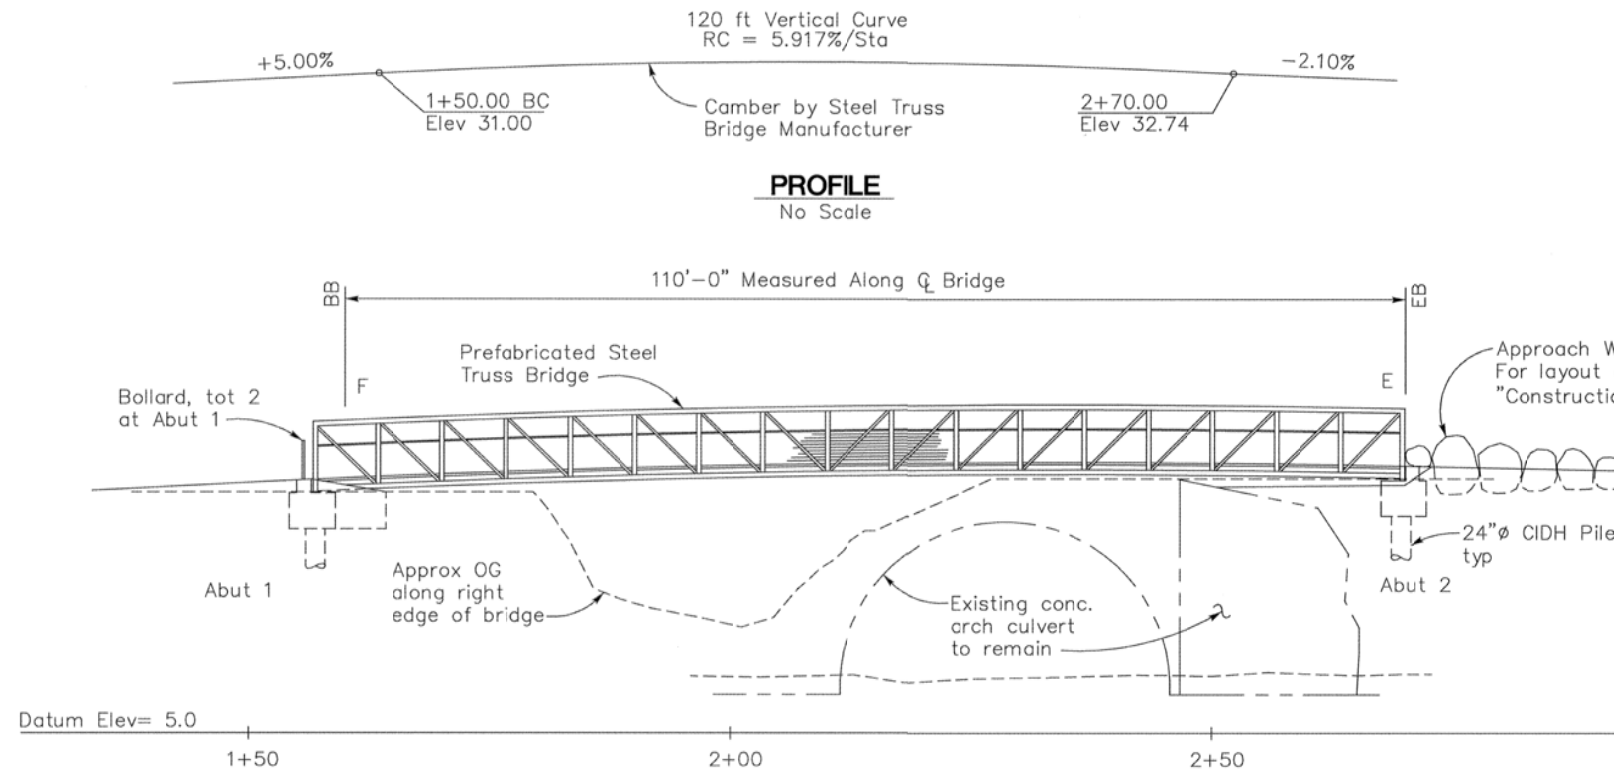 120 ft Vertical Curve
RC = 5.917%/Sta
+5.00%
-2.10%
1+50.00 BC
Elev 31.00
Camber by Steel Truss
Bridge Manufacturer
2+70.00
Elev 32.74
PROFILE
No Scale
BB
110'-0" Measured Along ℄ Bridge
EB
Prefabricated Steel
Truss Bridge
F
E
Approach W
For layout
"Constructio
Bollard, tot 2
at Abut 1
24"ø CIDH Pile
typ
Abut 1
Approx OG
along right
edge of bridge
Abut 2
Existing conc.
arch culvert
to remain
Datum Elev= 5.0
1+50
2+00
2+50